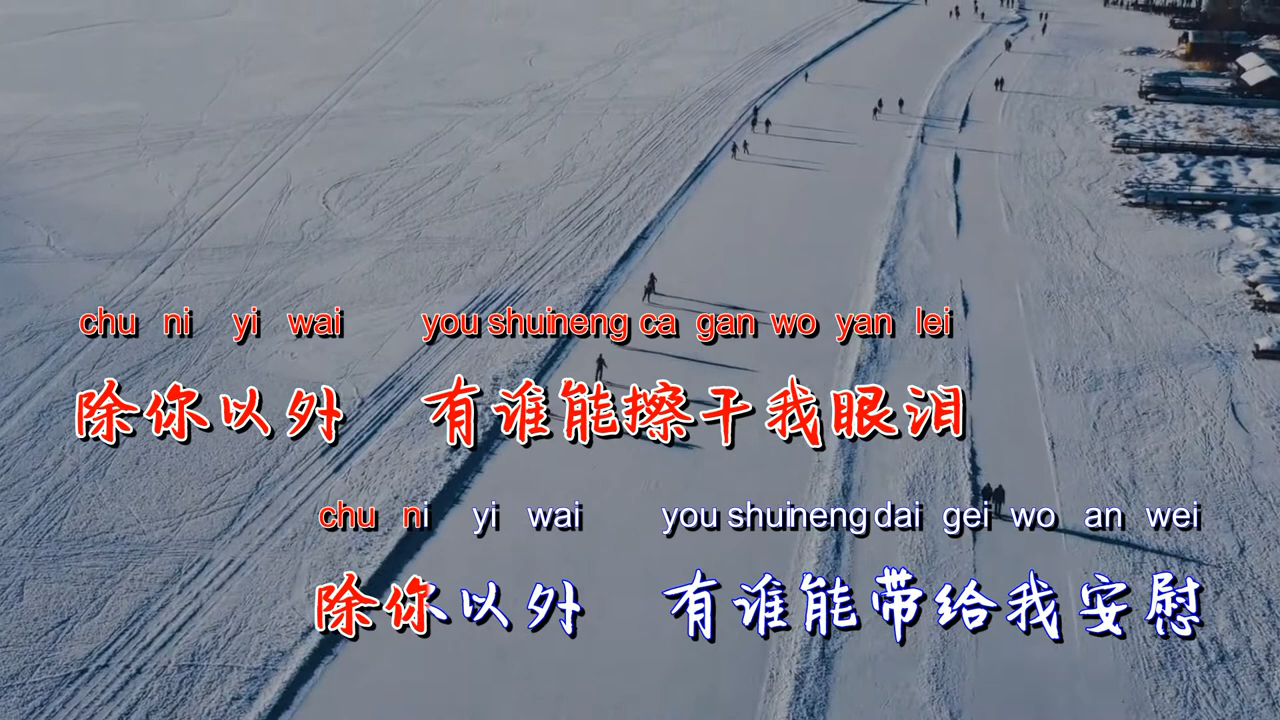 chu ni yi wai you shuineng ca gan wo yan lei
除你以外 有谁能擦干我眼泪
chu ni yi wai you shuineng dai gei wo an wei
除你以外 有谁能带给我安慰